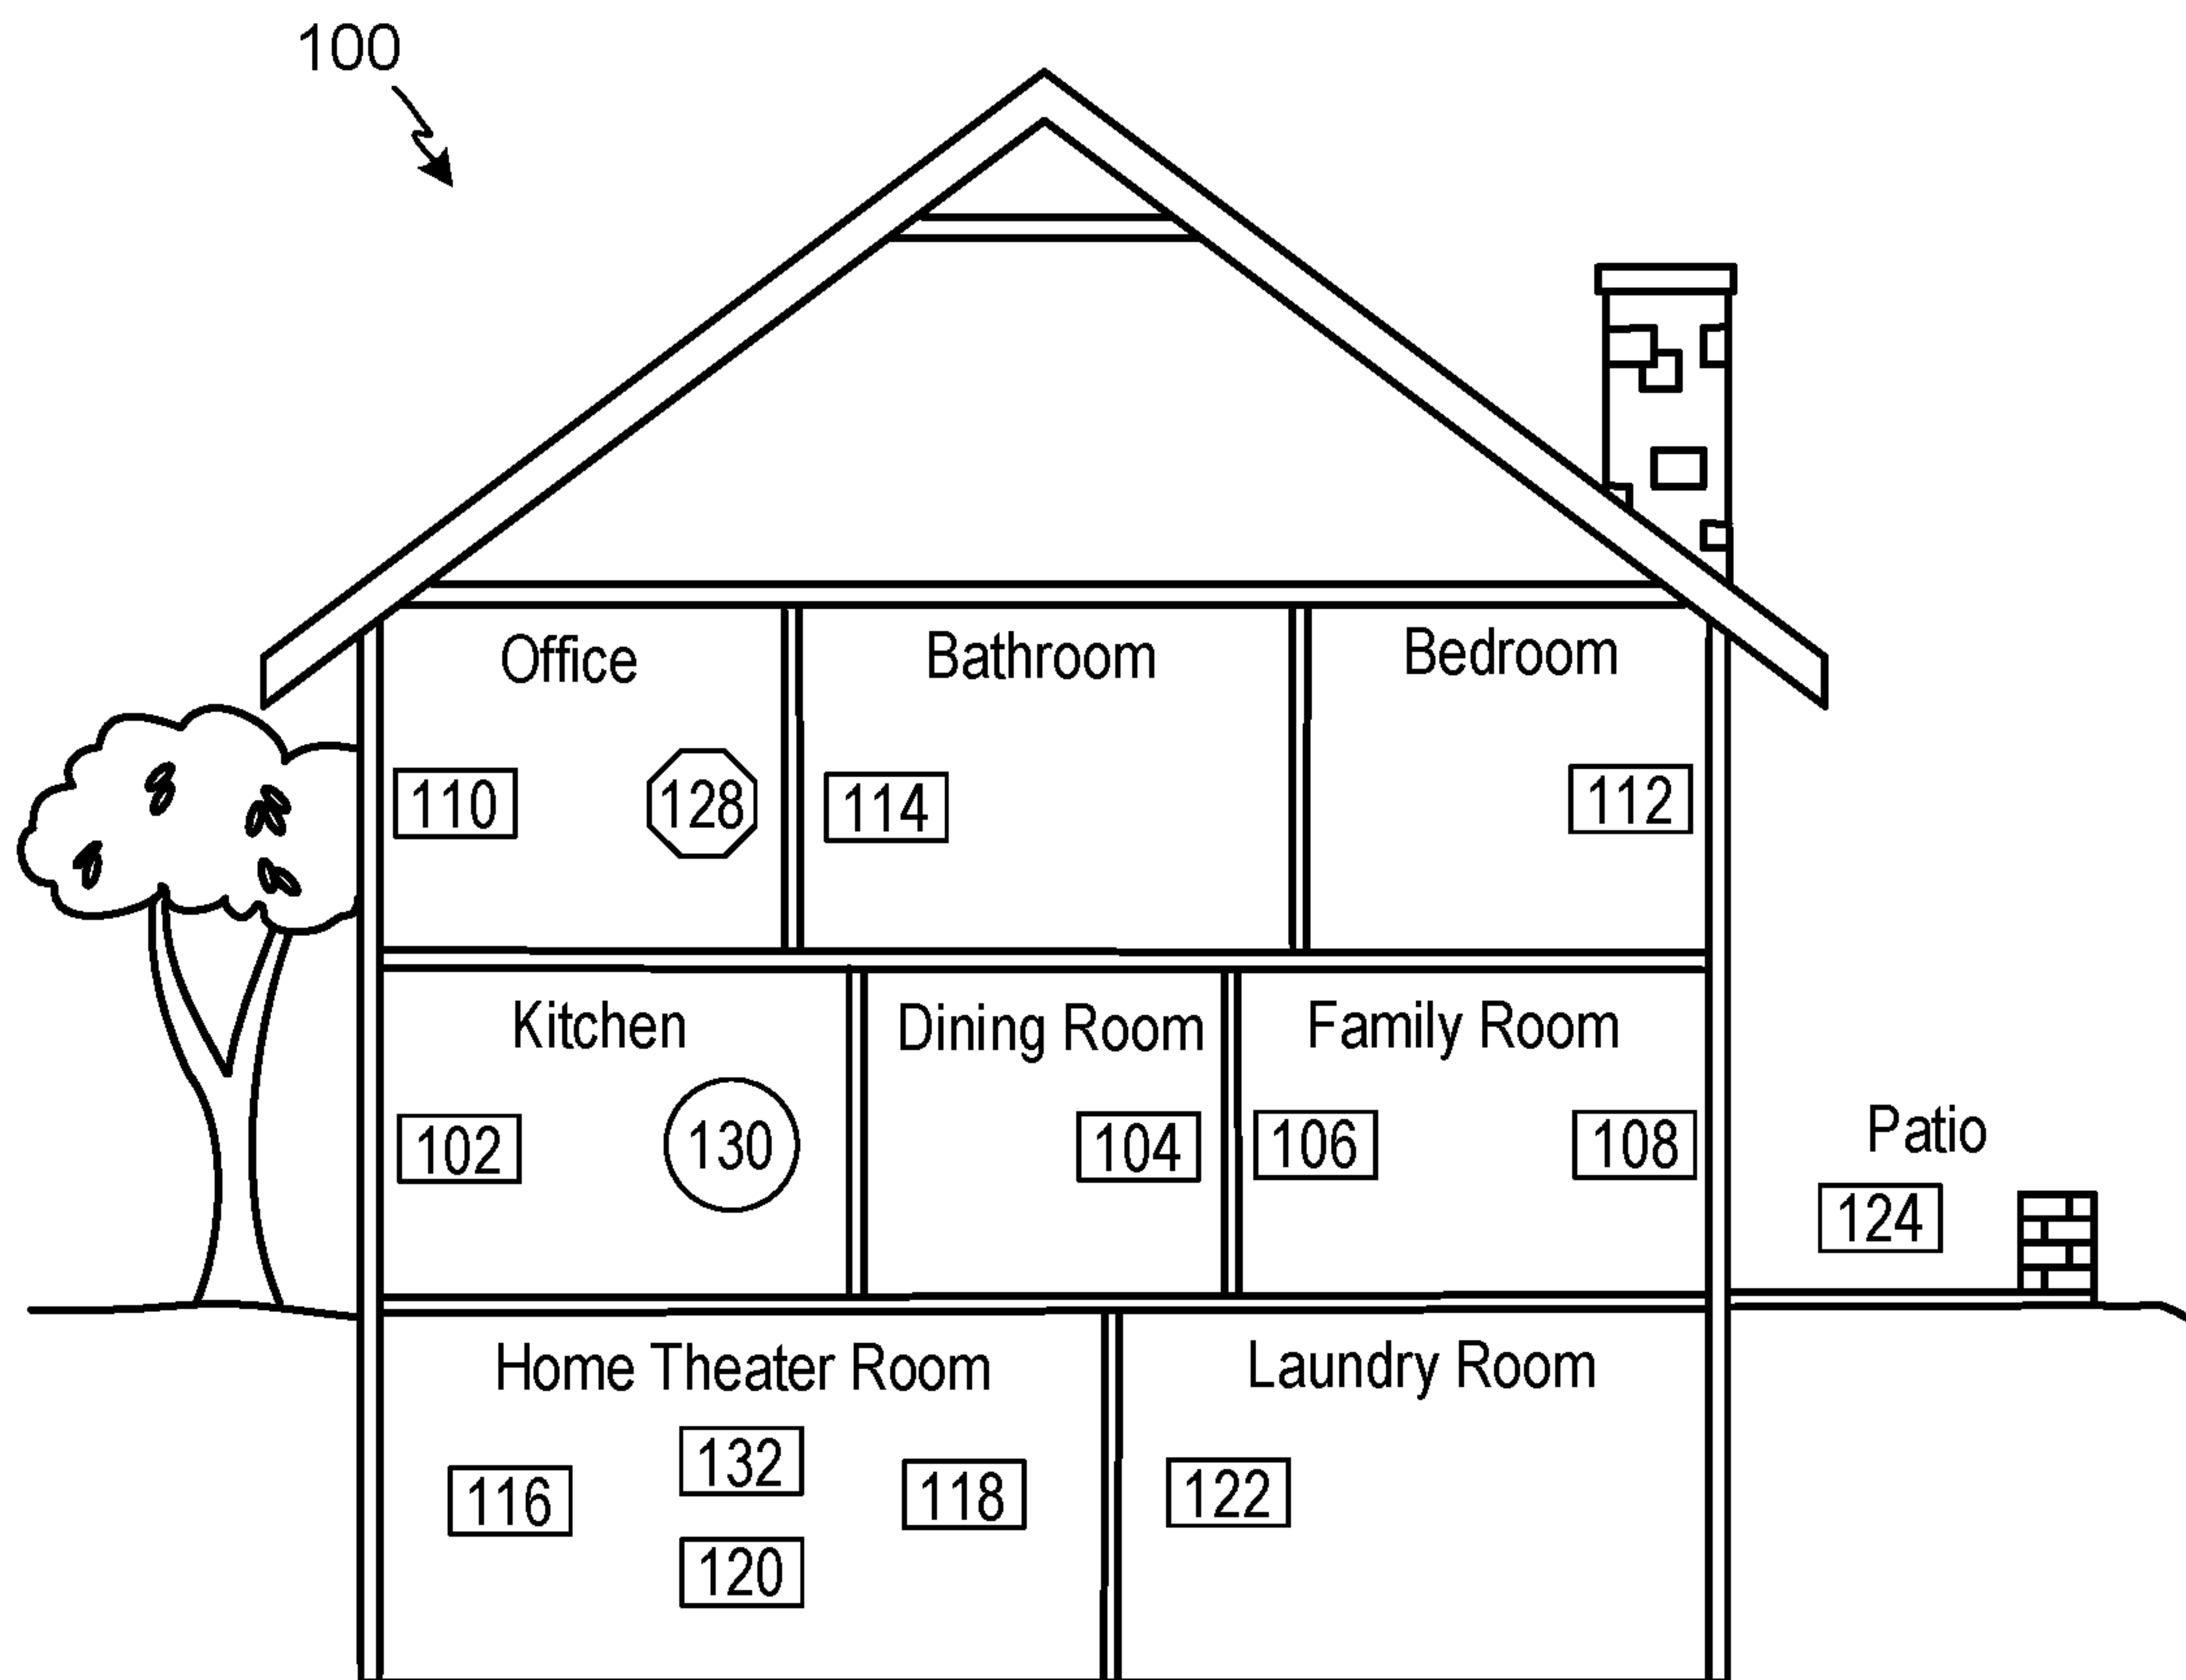 100
Office
Bathroom
Bedroom
110
128
114
112
Kitchen
Dining Room
Family Room
102
130
104
106
108
Patio
124
Home Theater Room
Laundry Room
116
132
118
122
120